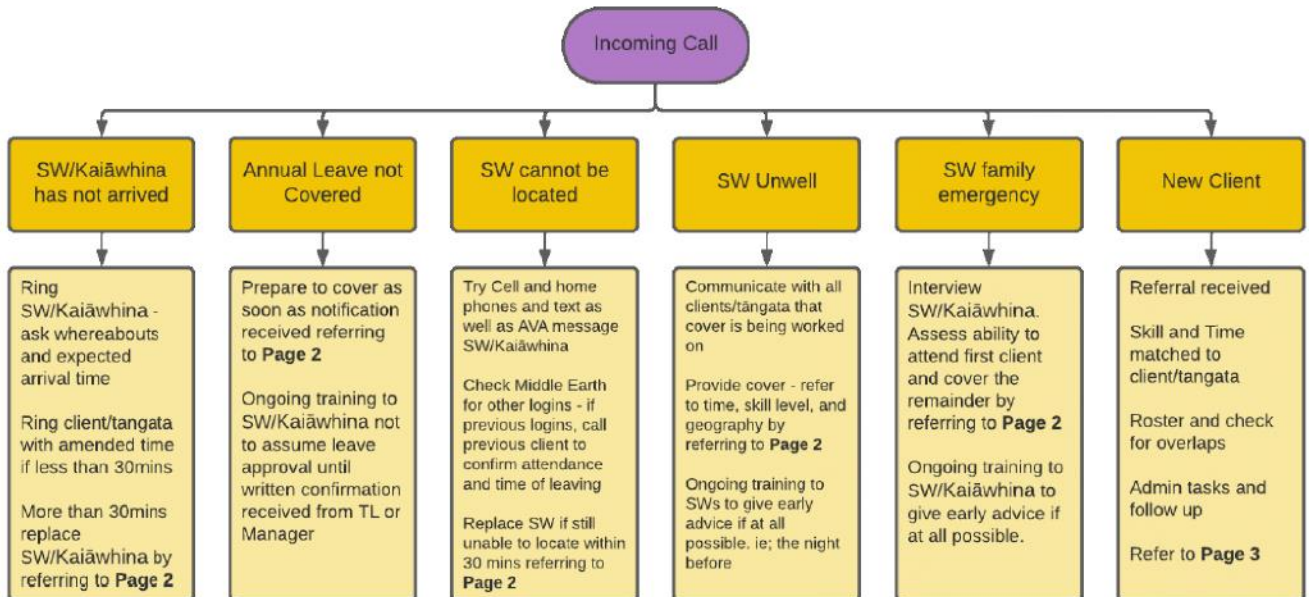 Incoming Call
SW/Kaiāwhina
has not arrived
Annual Leave not
Covered
SW cannot be
located
SW Unwell
SW family
emergency
New Client
Ring
SW/Kaiāwhina -
ask whereabouts
and expected
arrival time
Ring client/tangata
with amended time
if less than 30mins
More than 30mins
replace
SW/Kaiāwhina by
referring to Page 2
Prepare to cover as
soon as notification
received referring
to Page 2
Ongoing training to
SW/Kaiāwhina not
to assume leave
approval until
written confirmation
received from TL or
Manager
Try Cell and home
phones and text as
well as AVA message
SW/Kaiāwhina
Check Middle Earth
for other logins - if
previous logins, call
previous client to
confirm attendance
and time of leaving
Replace SW if still
unable to locate within
30 mins referring to
Page 2
Communicate with all
clients/tāngata that
cover is being worked
on
Provide cover - refer
to time, skill level, and
geography by
referring to Page 2
Ongoing training to
SWs to give early
advice if at all
possible. ie; the night
before
Interview
SW/Kaiāwhina.
Assess ability to
attend first client
and cover the
remainder by
referring to Page 2
Ongoing training to
SW/Kaiāwhina to
give early advice if
at all possible.
Referral received
Skill and Time
matched to
client/tangata
Roster and check
for overlaps
Admin tasks and
follow up
Refer to Page 3